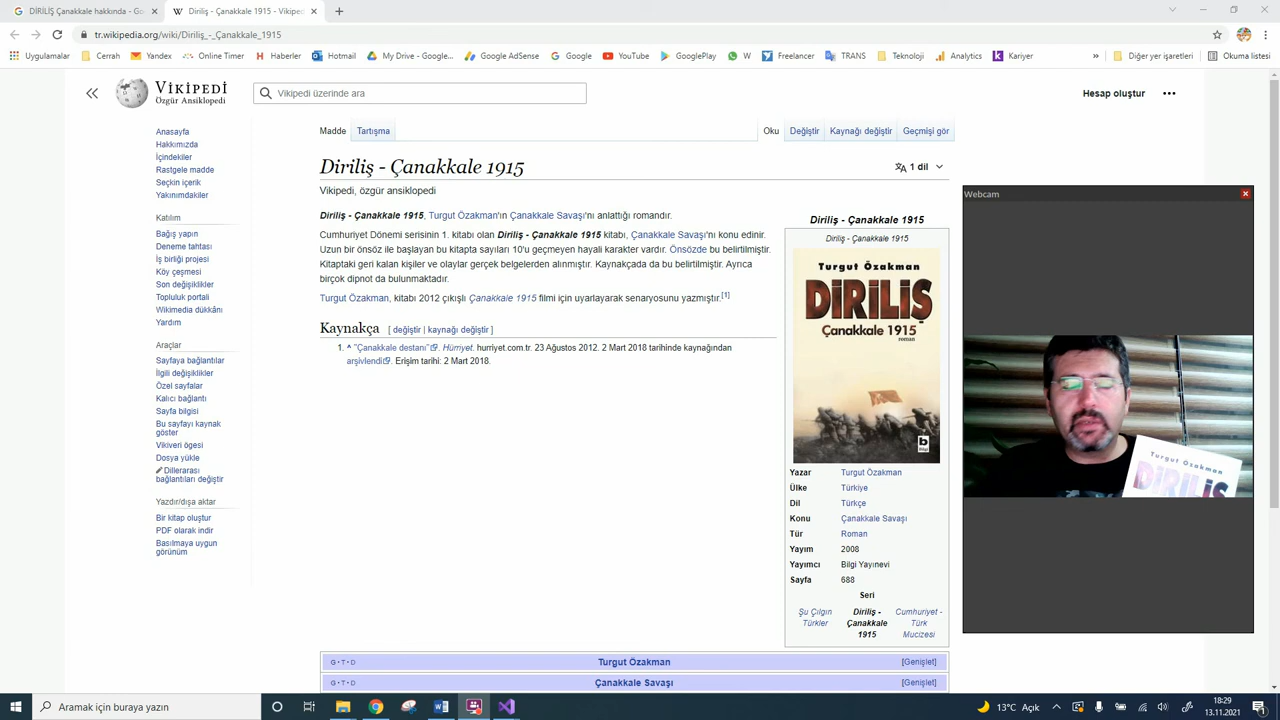 DİRİLİŞ Çanakkale hakkında - Goo
Diriliş - Çanakkale 1915 - Vikiped
tr.wikipedia.org/wiki/Diriliş_-_Çanakkale_1915
Uygulamalar
Cerrah
Yandex
Online Timer
Haberler
Hotmail
My Drive - Google...
Google AdSense...
Google
YouTube
GooglePlay
W
Freelancer
TRANS
Teknoloji
Analytics
Kariyer
»
Diğer yer işaretleri
Okuma listesi
VİKİPEDİ
Özgür Ansiklopedi
Vikipedi üzerinde ara
Hesap oluştur
Anasayfa
Hakkımızda
İçindekiler
Rastgele madde
Seçkin içerik
Yakınımdakiler
Katılım
Bağış yapın
Deneme tahtası
İş birliği projesi
Köy çeşmesi
Son değişiklikler
Topluluk portali
Wikimedia dükkânı
Yardım
Araçlar
Sayfaya bağlantılar
İlgili değişiklikler
Özel sayfalar
Kalıcı bağlantı
Sayfa bilgisi
Bu sayfayı kaynak
göster
Vikiveri ögesi
Dosya yükle
Dillerarası
bağlantıları değiştir
Yazdır/dışa aktar
Bir kitap oluştur
PDF olarak indir
Basılmaya uygun
görünüm
Madde
Tartışma
Oku
Değiştir
Kaynağı değiştir
Geçmişi gör
Diriliş - Çanakkale 1915
1 dil
Vikipedi, özgür ansiklopedi
Diriliş - Çanakkale 1915, Turgut Özakman'ın Çanakkale Savaşı'nı anlattığı romanıdır.
Cumhuriyet Dönemi serisinin 1. kitabı olan Diriliş - Çanakkale 1915 kitabı, Çanakkale Savaşı'nı konu edinir.
Uzun bir önsöz ile başlayan bu kitapta sayıları 10'u geçmeyen hayali karakter vardır. Önsözde bu belirtilmiştir.
Kitaptaki geri kalan kişiler ve olaylar gerçek belgelerden alınmıştır. Kaynakçada da bu belirtilmiştir. Ayrıca
birçok dipnot da bulunmaktadır.
Turgut Özakman, kitabı 2012 çıkışlı Çanakkale 1915 filmi için uyarlayarak senaryosunu yazmıştır.[1]
Kaynakça [ değiştir | kaynağı değiştir ]
1. ^ "Çanakkale destanı". Hürriyet. hurriyet.com.tr. 23 Ağustos 2012. 2 Mart 2018 tarihinde kaynağından
arşivlendi. Erişim tarihi: 2 Mart 2018.
Diriliş - Çanakkale 1915
Diriliş - Çanakkale 1915
Turgut Özakman
DİRİLİŞ
Çanakkale 1915
roman
b
Bilgi
Yazar Turgut Özakman
Ülke Türkiye
Dil Türkçe
Konu Çanakkale Savaşı
Tür Roman
Yayım 2008
Yayımcı Bilgi Yayınevi
Sayfa 688
Seri
Şu Çılgın
Türkler
Diriliş -
Çanakkale
1915
Cumhuriyet -
Türk
Mucizesi
G · T · D Turgut Özakman [Genişlet]
G · T · D Çanakkale Savaşı [Genişlet]
Webcam
Turgut Özakman
DİRİLİŞ
Aramak için buraya yazın
13°C Açık
18:29
13.11.2021
1